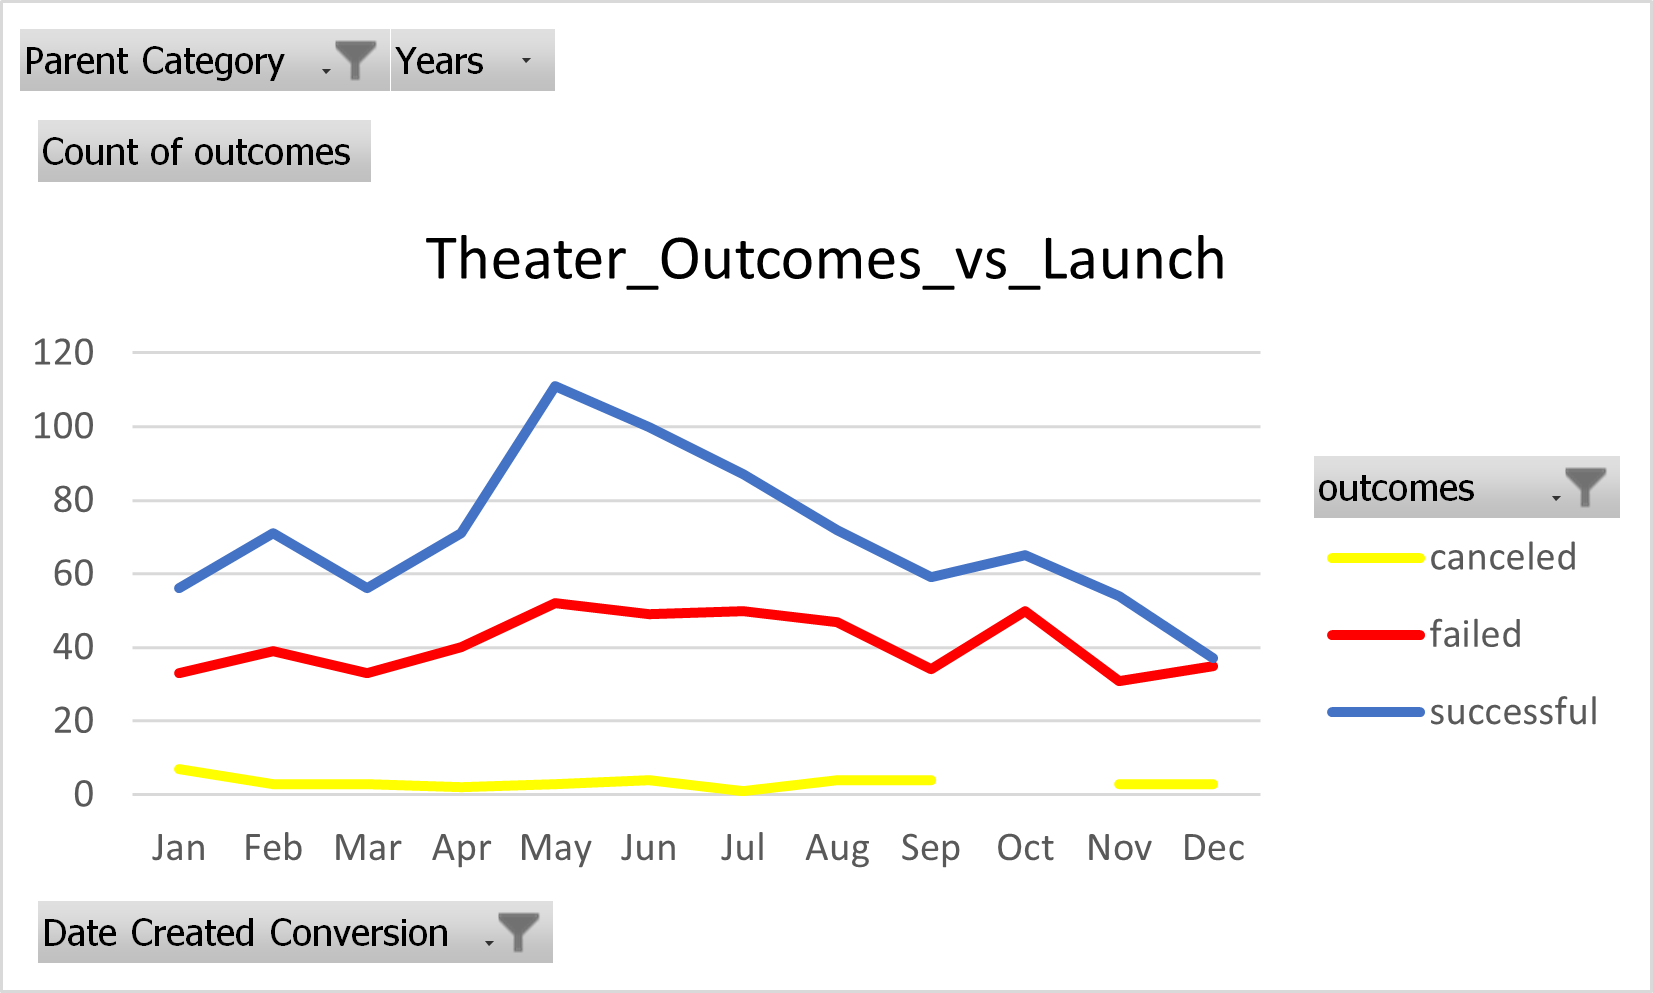 Parent Category Years
Count of outcomes
Theater_Outcomes_vs_Launch
120
100
80
60
40
20
0
Jan Feb Mar Apr May Jun Jul Aug Sep Oct Nov Dec
outcomes
canceled
failed
successful
Date Created Conversion